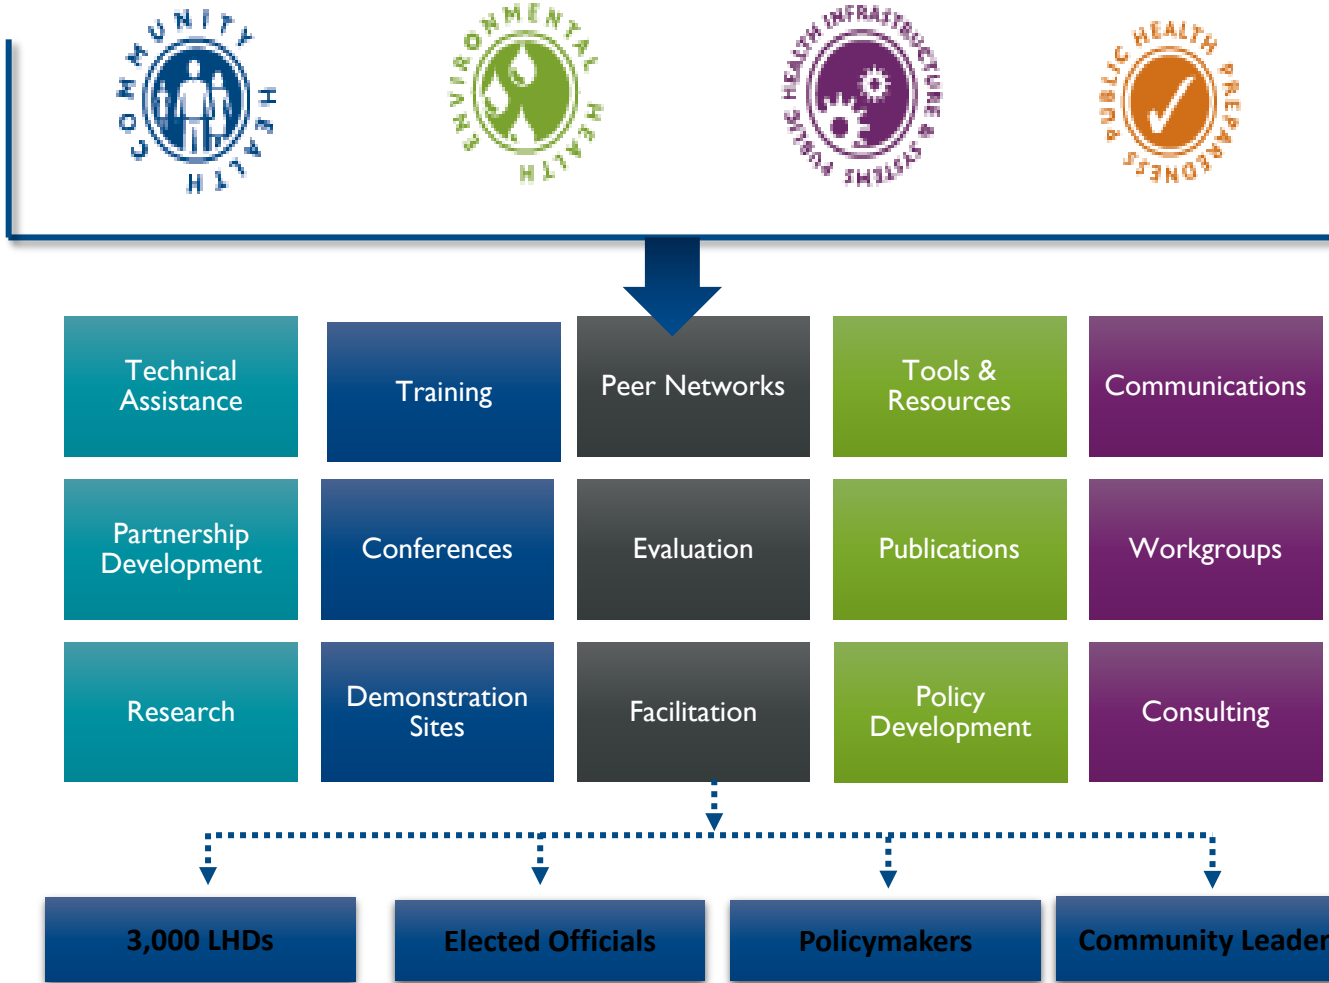 COMMUNITY HEALTH
ENVIRONMENTAL HEALTH
PUBLIC HEALTH INFRASTRUCTURE & SYSTEMS
PUBLIC HEALTH PREPAREDNESS
Technical
Assistance
Training
Peer Networks
Tools &
Resources
Communications
Partnership
Development
Conferences
Evaluation
Publications
Workgroups
Research
Demonstration
Sites
Facilitation
Policy
Development
Consulting
3,000 LHDs
Elected Officials
Policymakers
Community Leader